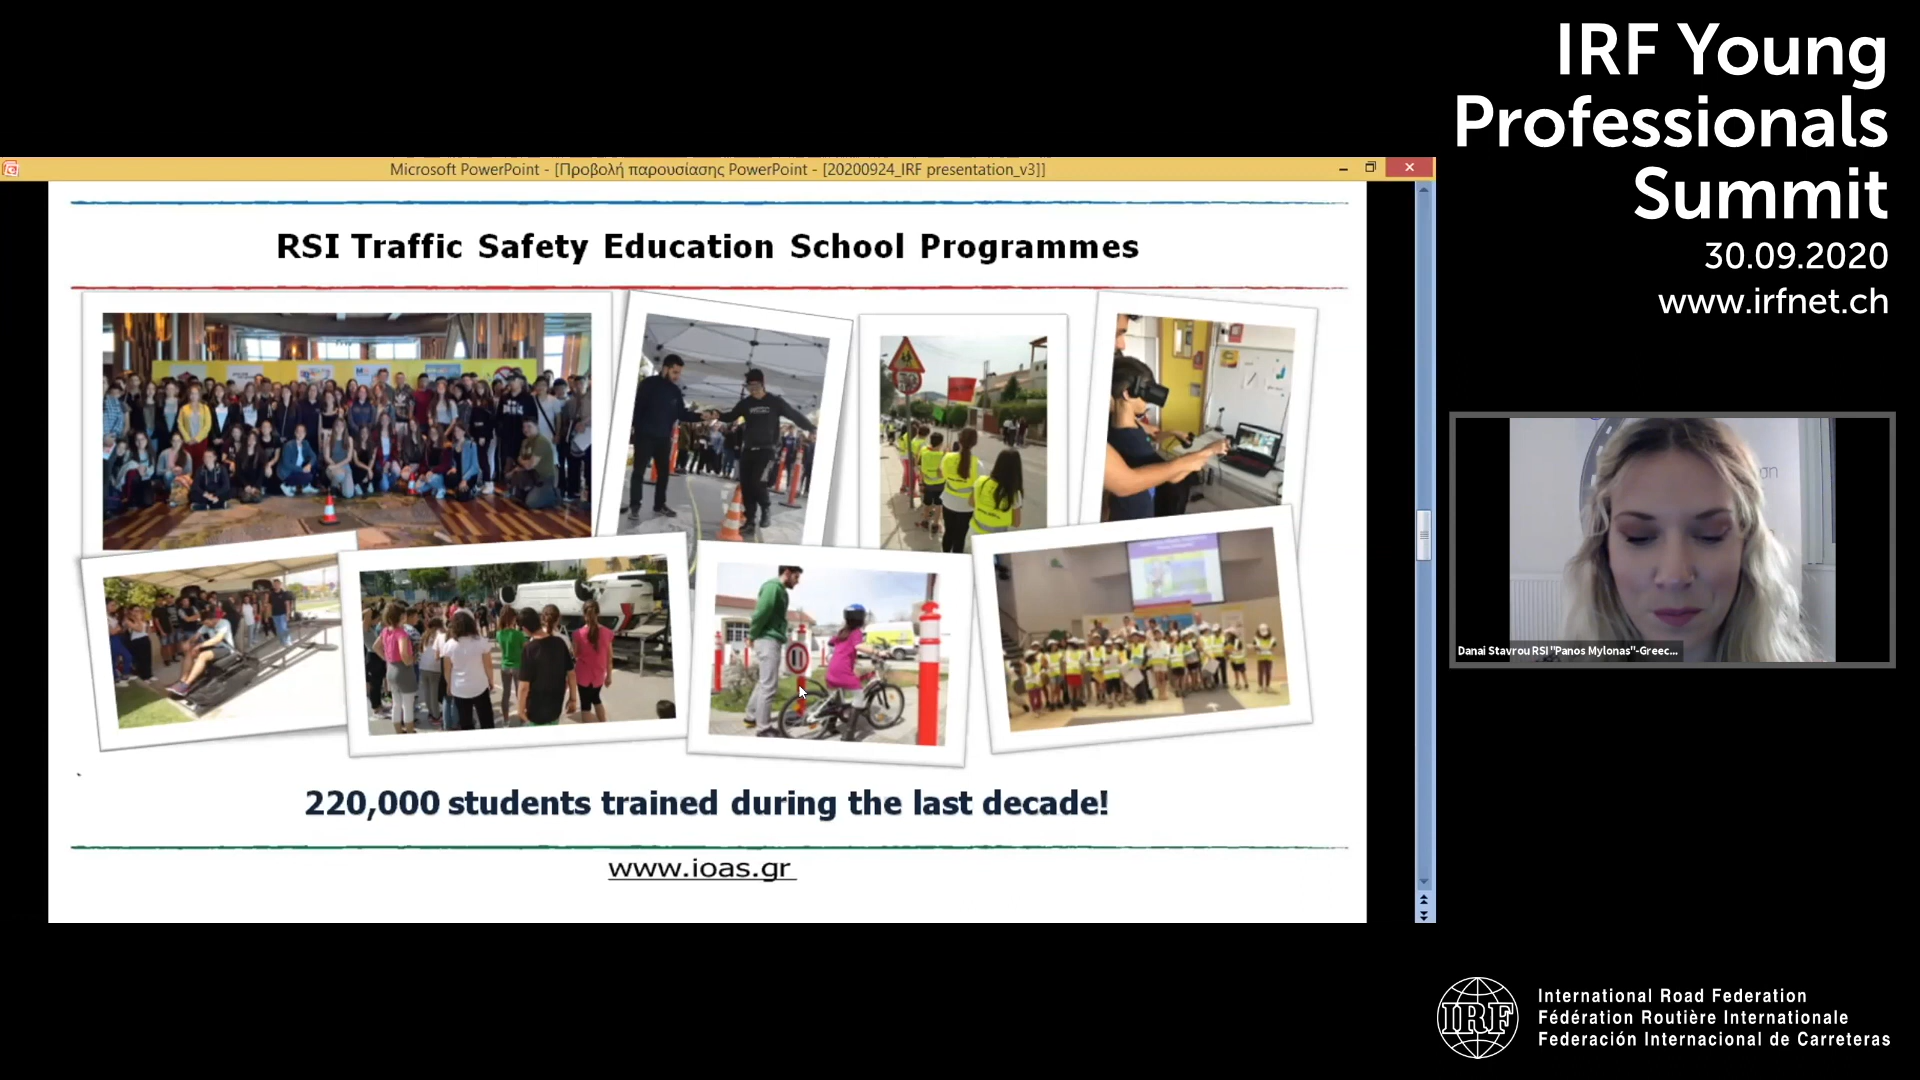 IRF Young
Professionals
Summit
30.09.2020
www.irfnet.ch
Microsoft PowerPoint - [Προβολή παρουσίασης PowerPoint - [20200924_IRF presentation_v3]]
RSI Traffic Safety Education School Programmes
220,000 students trained during the last decade!
www.ioas.gr
Danai Stavrou RSI "Panos Mylonas"-Greec...
IRF
International Road Federation
Fédération Routière Internationale
Federación Internacional de Carreteras